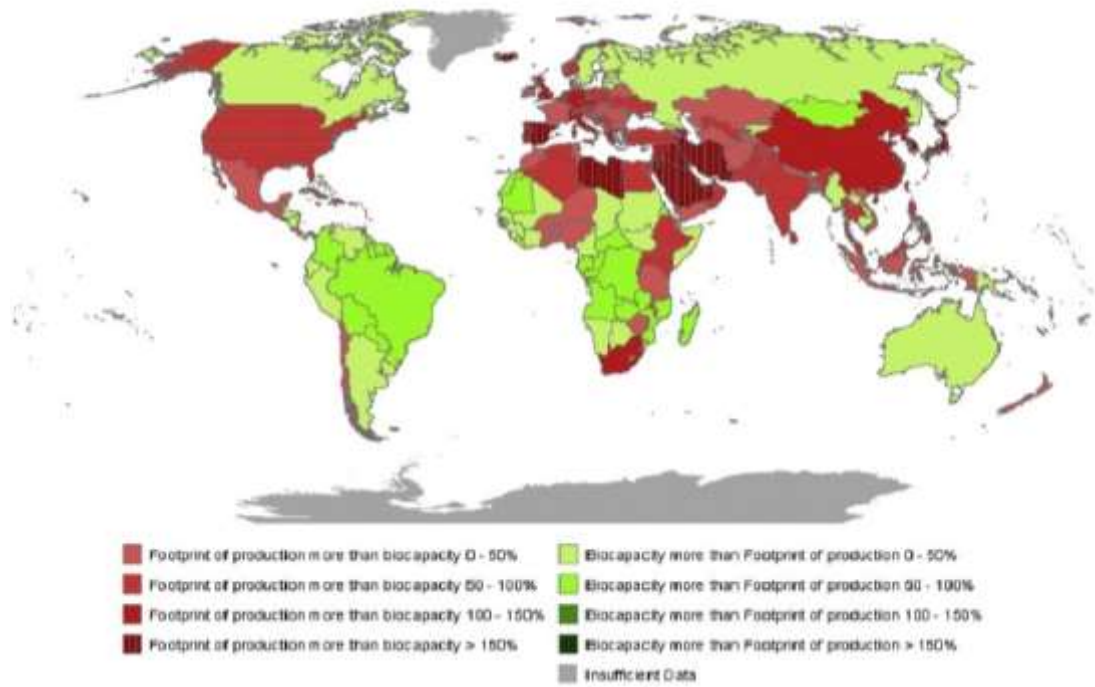 Footprint of production more than biocapacity 0 - 50%
Footprint of production more than biocapacity 50 - 100%
Footprint of production more than biocapacity 100 - 150%
Footprint of production more than biocapacity > 150%
Biocapacity more than Footprint of production 0 - 50%
Biocapacity more than Footprint of production 50 - 100%
Biocapacity more than Footprint of production 100 - 150%
Biocapacity more than Footprint of production > 150%
Insufficient Data